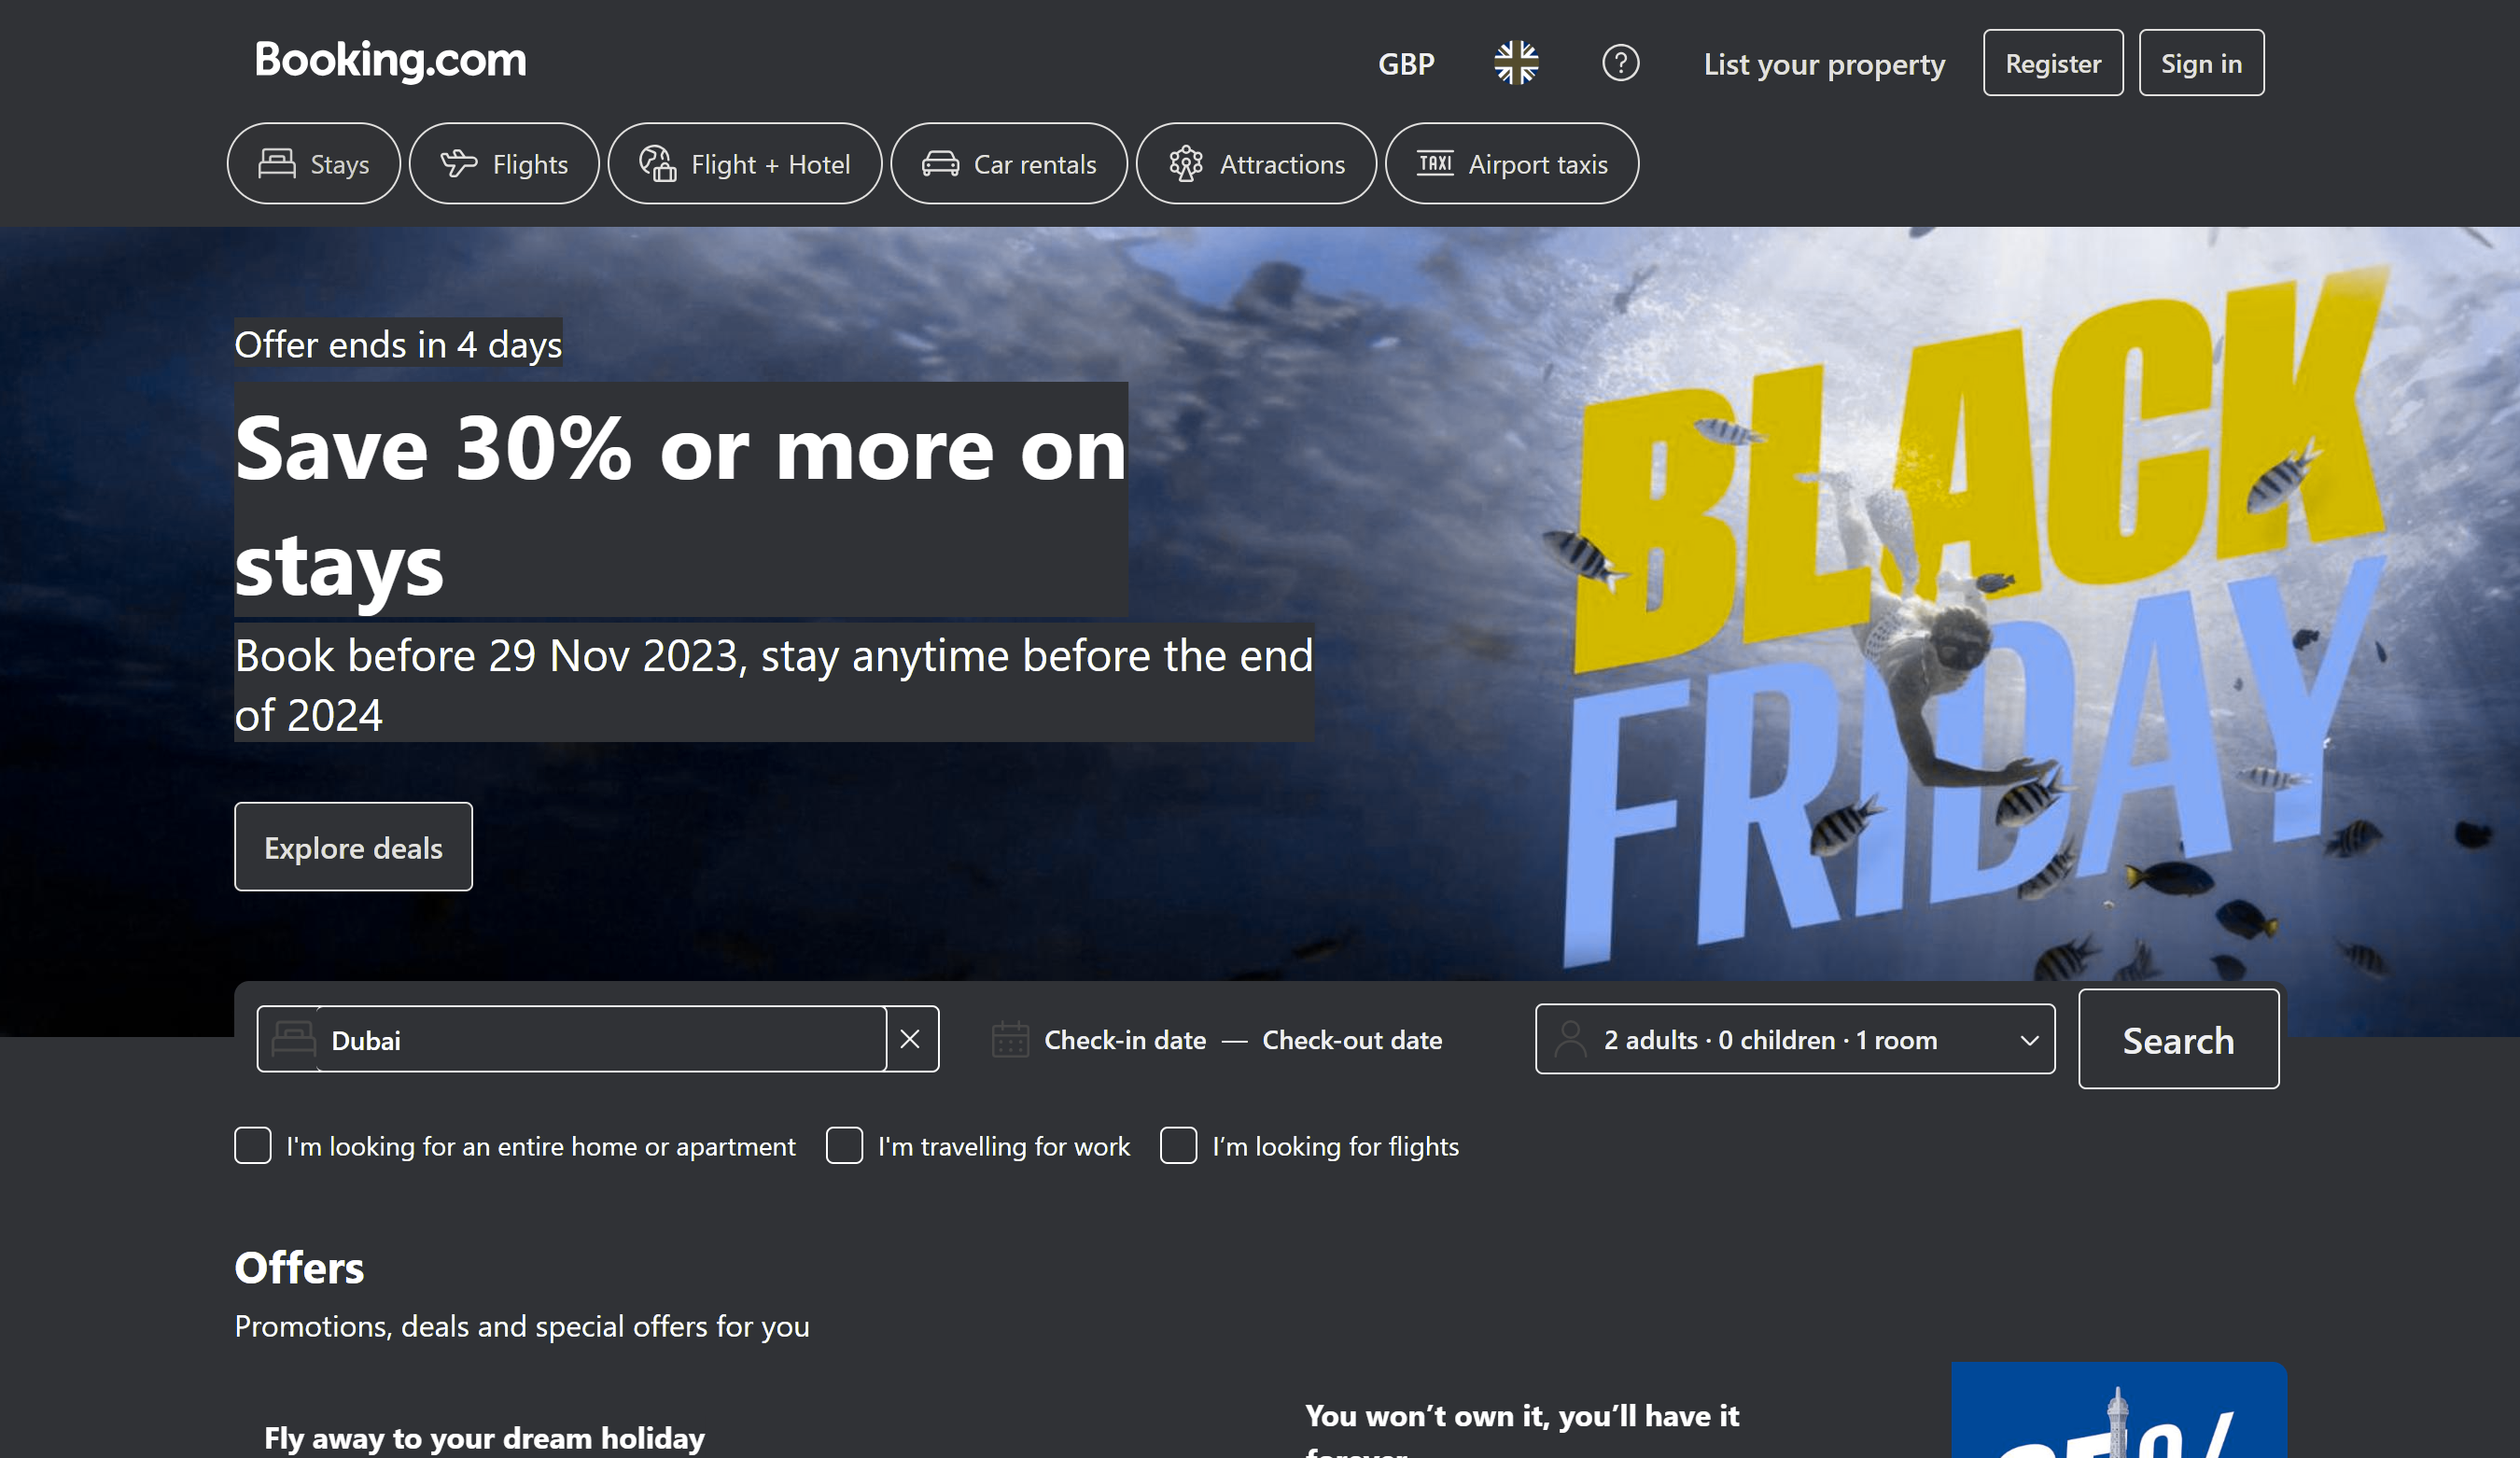 Booking.com
GBP
List your property
Register
Sign in
Stays
Flights
Flight + Hotel
Car rentals
Attractions
TAXI
Airport taxis
Offer ends in 4 days
Save 30% or more on
stays
Book before 29 Nov 2023, stay anytime before the end
of 2024
Explore deals
BLACK
FRIDAY
Dubai
Check-in date — Check-out date
2 adults · 0 children · 1 room
Search
I'm looking for an entire home or apartment
I'm travelling for work
I’m looking for flights
Offers
Promotions, deals and special offers for you
Fly away to your dream holiday
You won’t own it, you’ll have it
forever